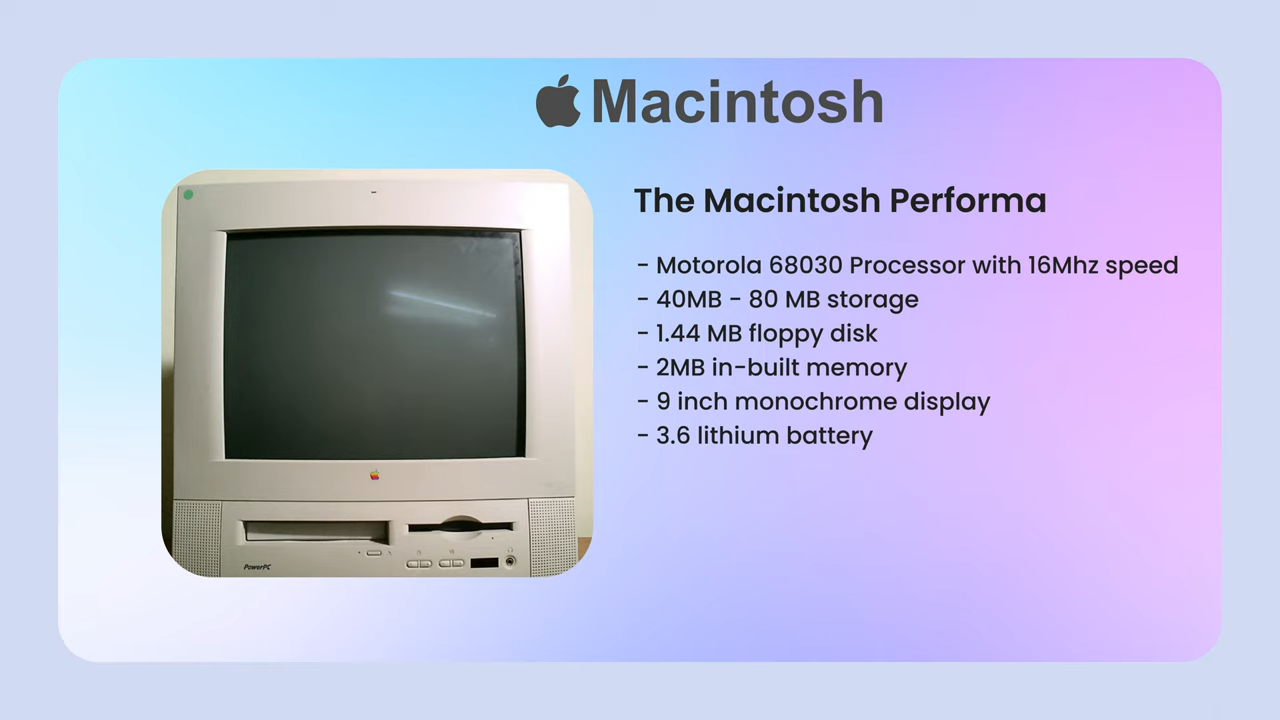 Macintosh
The Macintosh Performa
- Motorola 68030 Processor with 16Mhz speed
- 40MB - 80 MB storage
- 1.44 MB floppy disk
- 2MB in-built memory
- 9 inch monochrome display
- 3.6 lithium battery
PowerPC